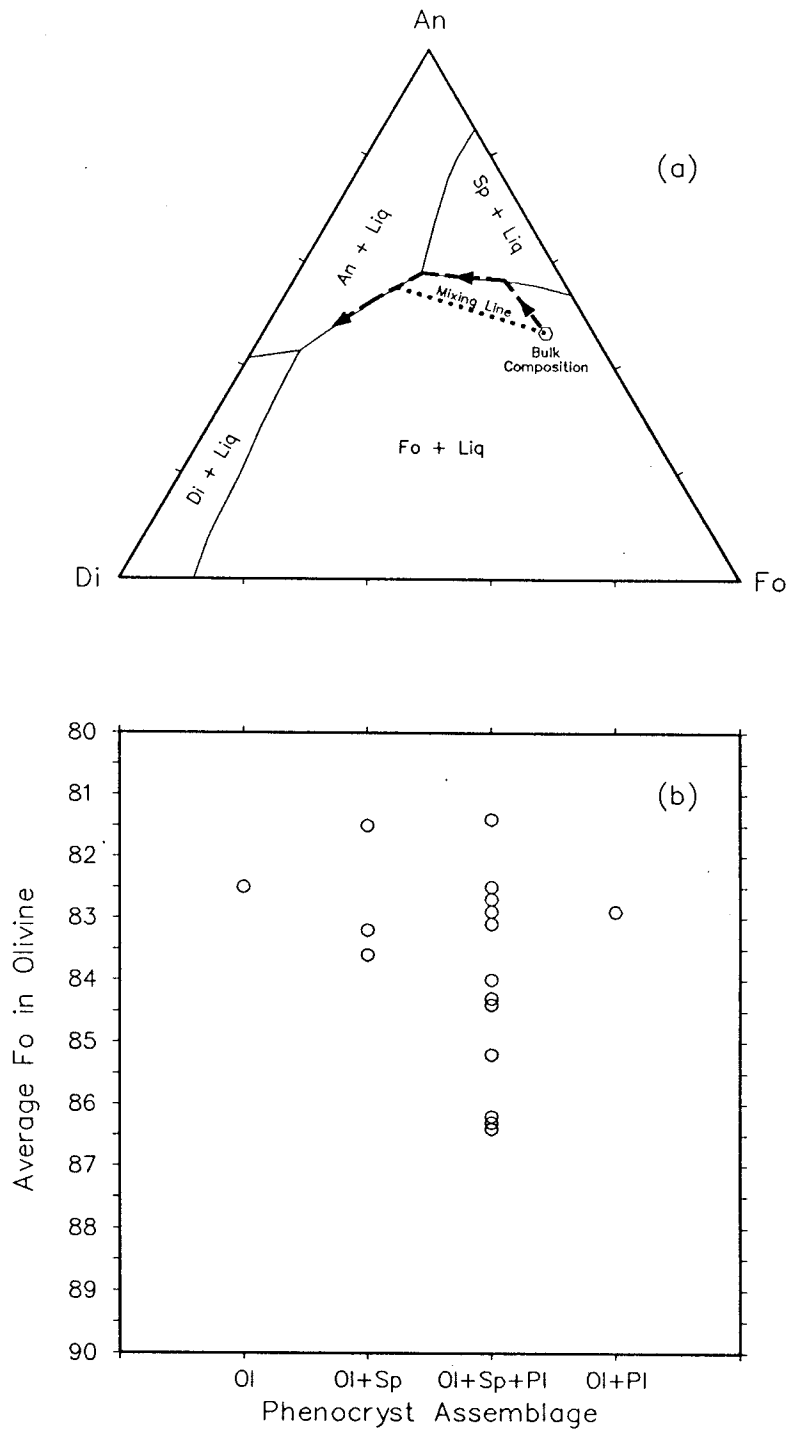 An
(a)
Sp + Liq
An + Liq
Mixing Line
Bulk
Composition
Di + Liq
Fo + Liq
Di
Fo
80
81
82
83
84
85
86
87
88
89
90
(b)
Average Fo in Olivine
Ol
Ol+Sp
Ol+Sp+Pl
Ol+Pl
Phenocryst Assemblage